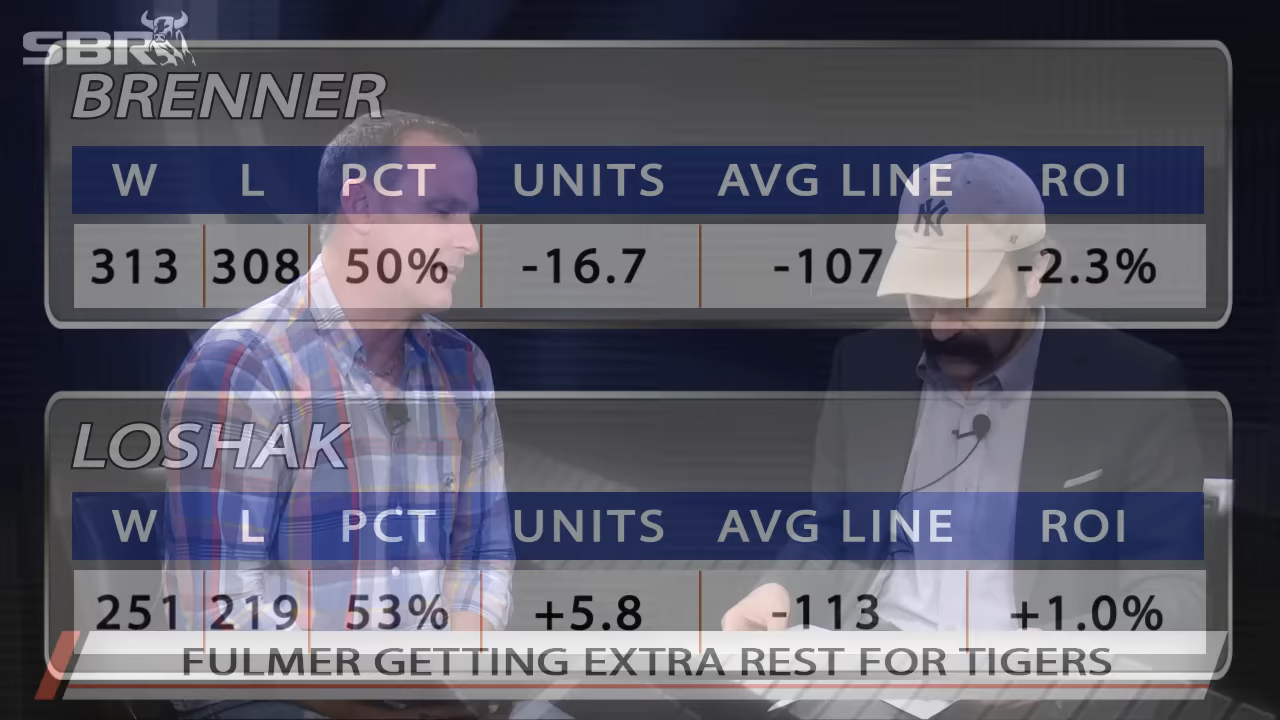 SBR
BRENNER
W L PCT UNITS AVG LINE ROI
313 308 50% -16.7 -107 -2.3%
NY
LOSHAK
W L PCT UNITS AVG LINE ROI
251 219 53% +5.8 -113 +1.0%
FULMER GETTING EXTRA REST FOR TIGERS